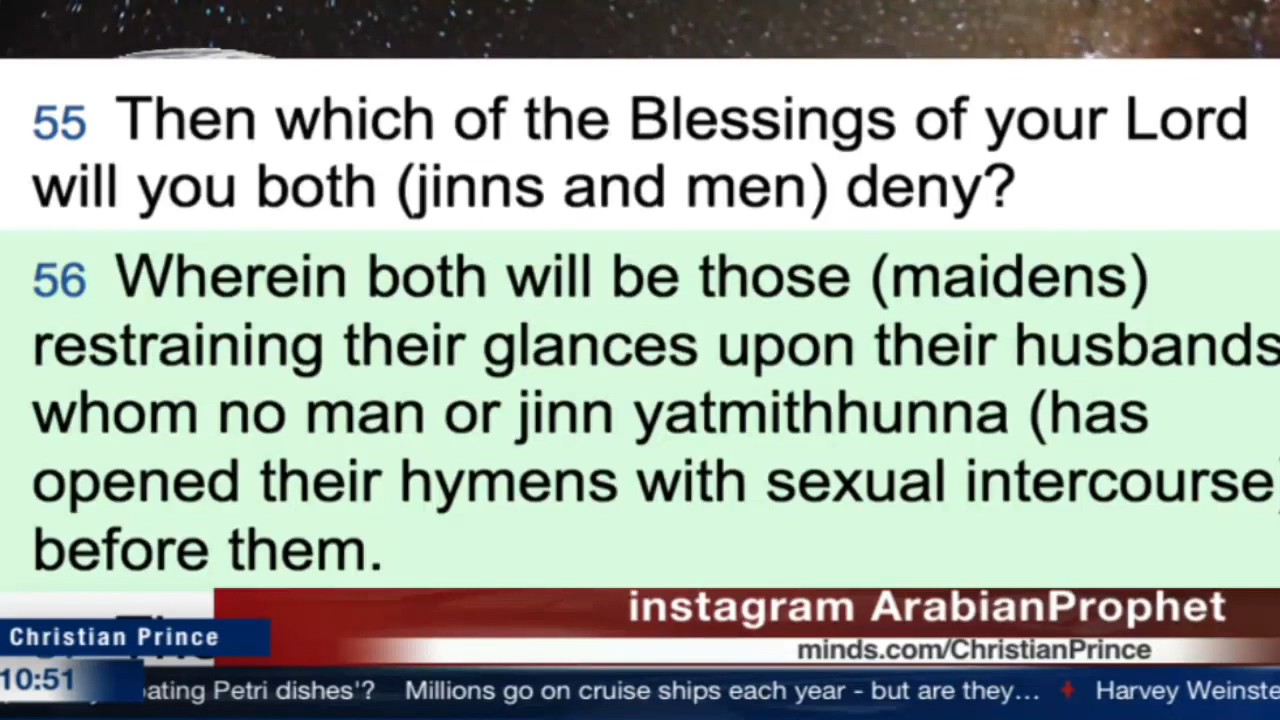 55 Then which of the Blessings of your Lord
will you both (jinns and men) deny?
56 Wherein both will be those (maidens)
restraining their glances upon their husbands
whom no man or jinn yatmithhunna (has
opened their hymens with sexual intercourse)
before them.
instagram ArabianProphet
Christian Prince
minds.com/ChristianPrince
10:51
ating Petri dishes'? Millions go on cruise ships each year - but are they... Harvey Weinste